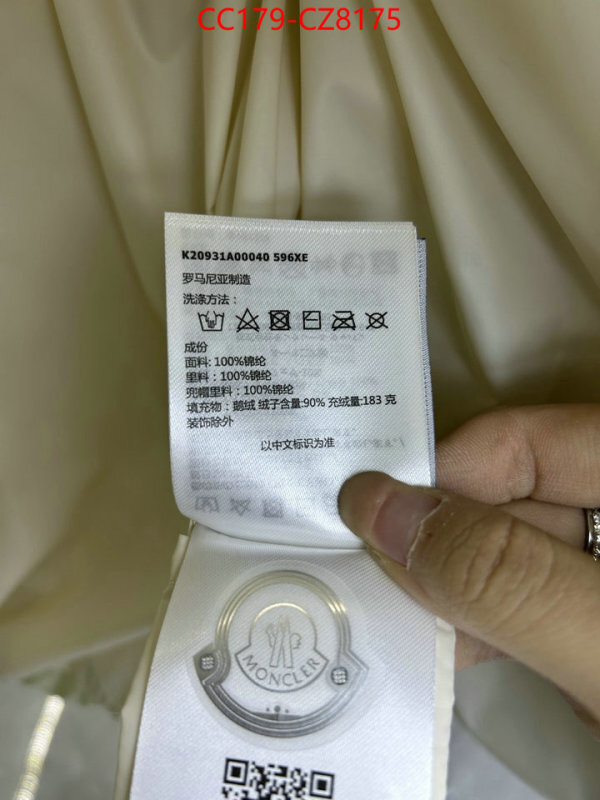 CC179-CZ8175
K20931A00040 596XE
罗马尼亚制造
洗涤方法：
成份
面料: 100%锦纶
里料：100%锦纶
兜帽里料：100%锦纶
填充物：鹅绒 绒子含量:90% 充绒量:183 克
装饰除外
以中文标识为准
MONCLER